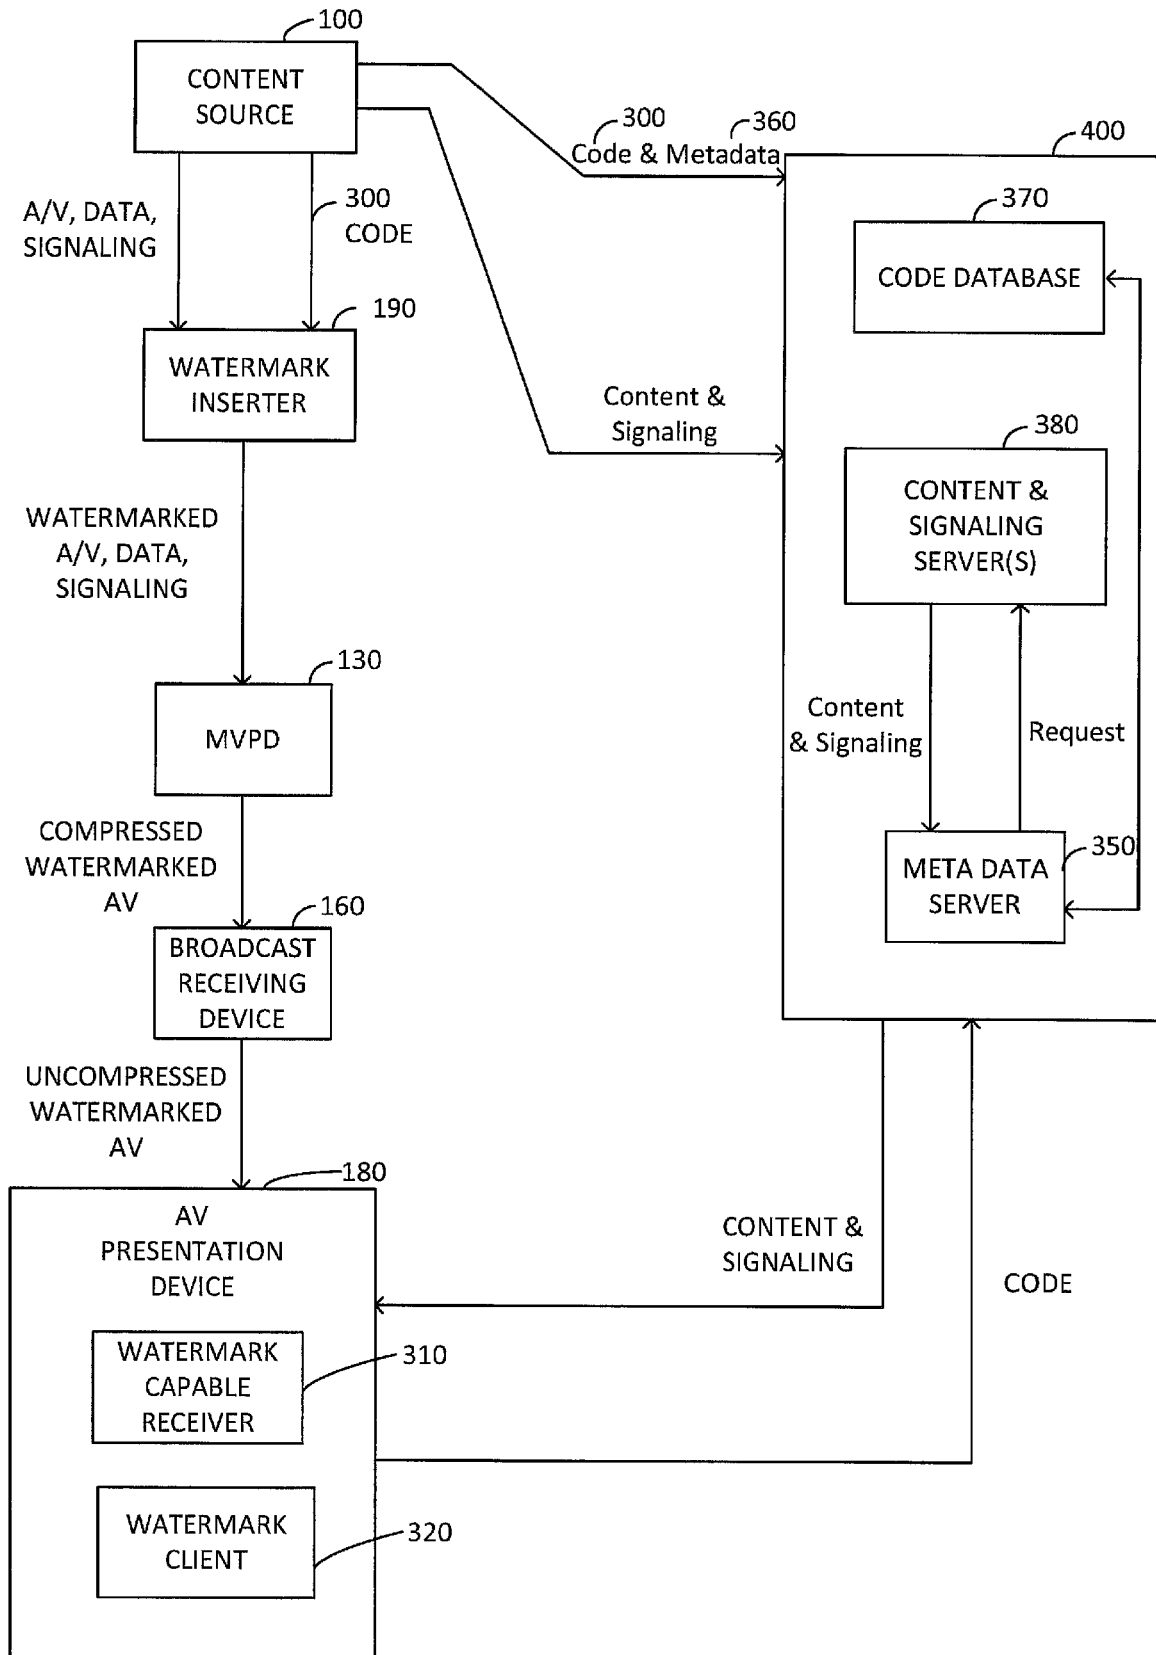 100
CONTENT
SOURCE
300
360
Code & Metadata
400
A/V, DATA,
SIGNALING
300
CODE
370
CODE DATABASE
190
WATERMARK
INSERTER
Content &
Signaling
380
CONTENT &
SIGNALING
SERVER(S)
WATERMARKED
A/V, DATA,
SIGNALING
130
MVPD
Content
& Signaling
Request
COMPRESSED
WATERMARKED
AV
350
META DATA
SERVER
160
BROADCAST
RECEIVING
DEVICE
UNCOMPRESSED
WATERMARKED
AV
180
AV
PRESENTATION
DEVICE
CONTENT &
SIGNALING
CODE
WATERMARK
CAPABLE
RECEIVER
310
WATERMARK
CLIENT
320